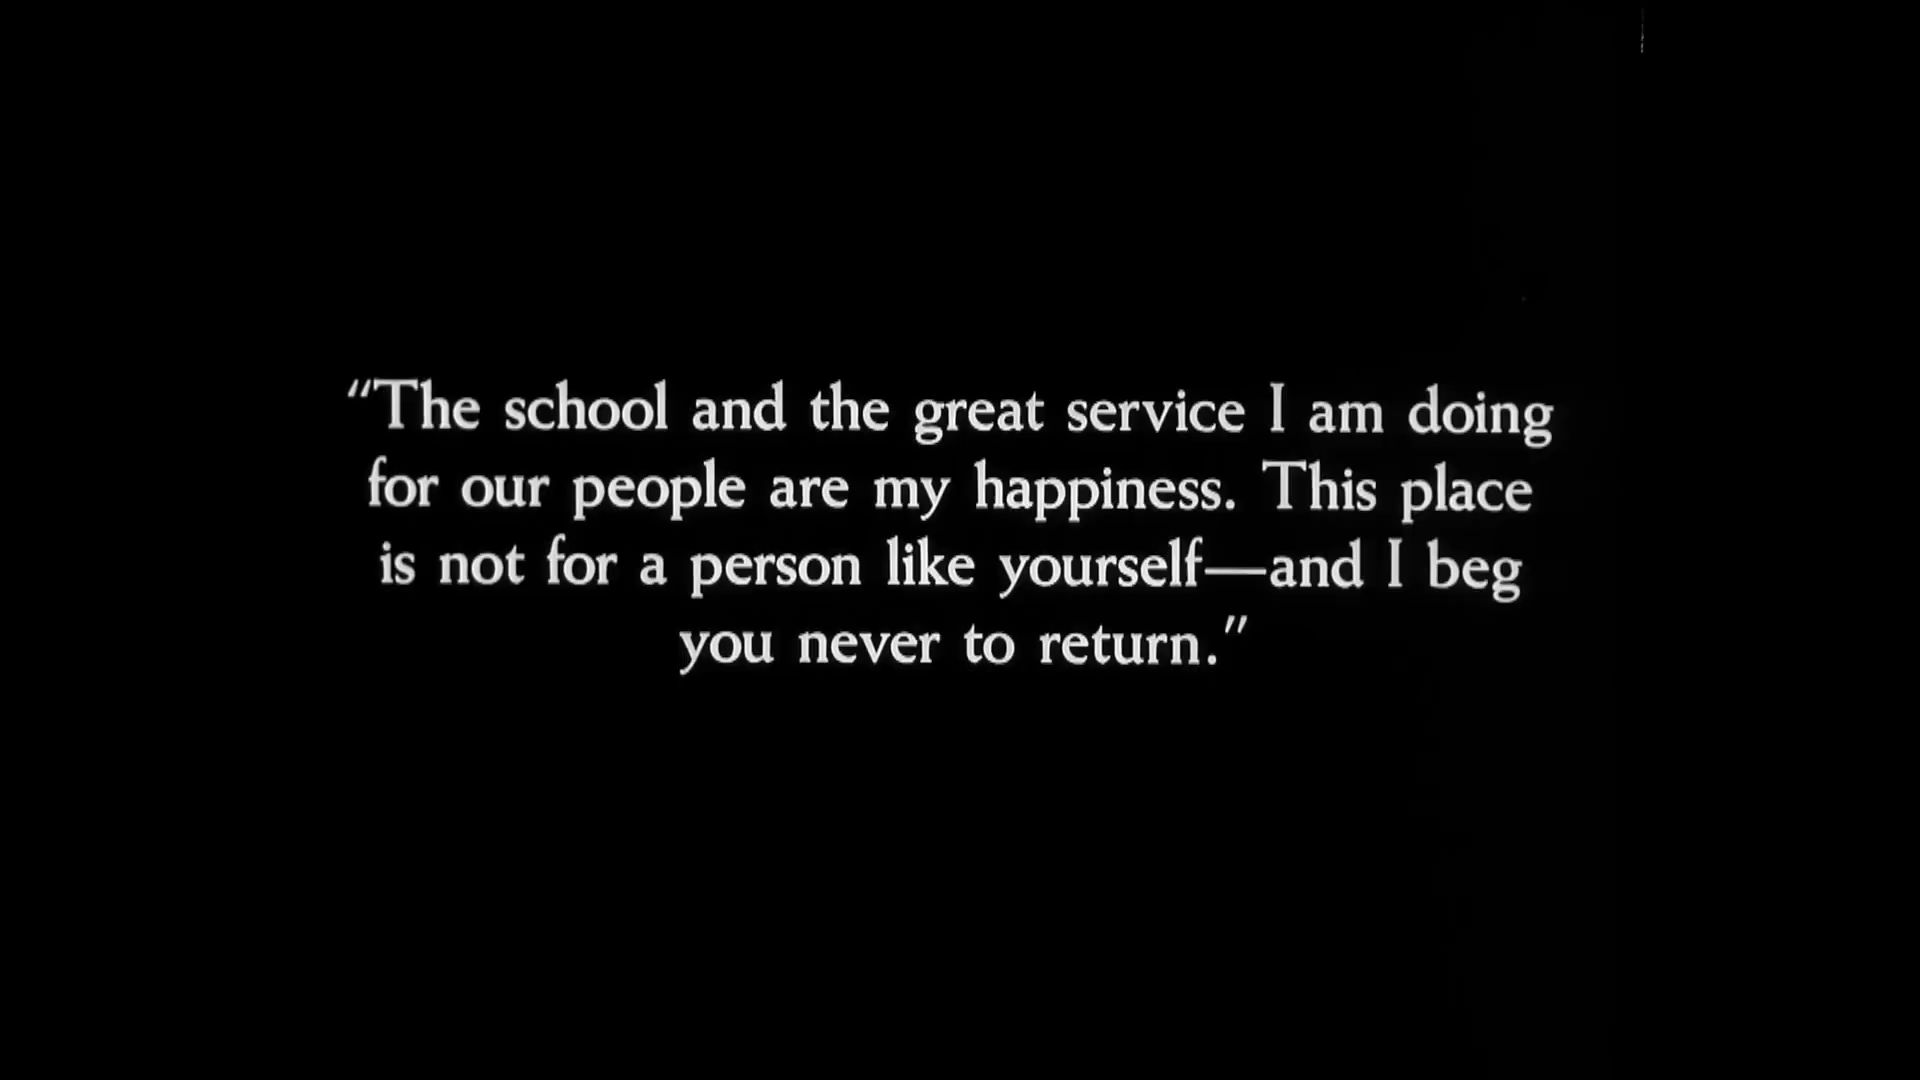 “The school and the great service I am doing
for our people are my happiness. This place
is not for a person like yourself—and I beg
you never to return.”